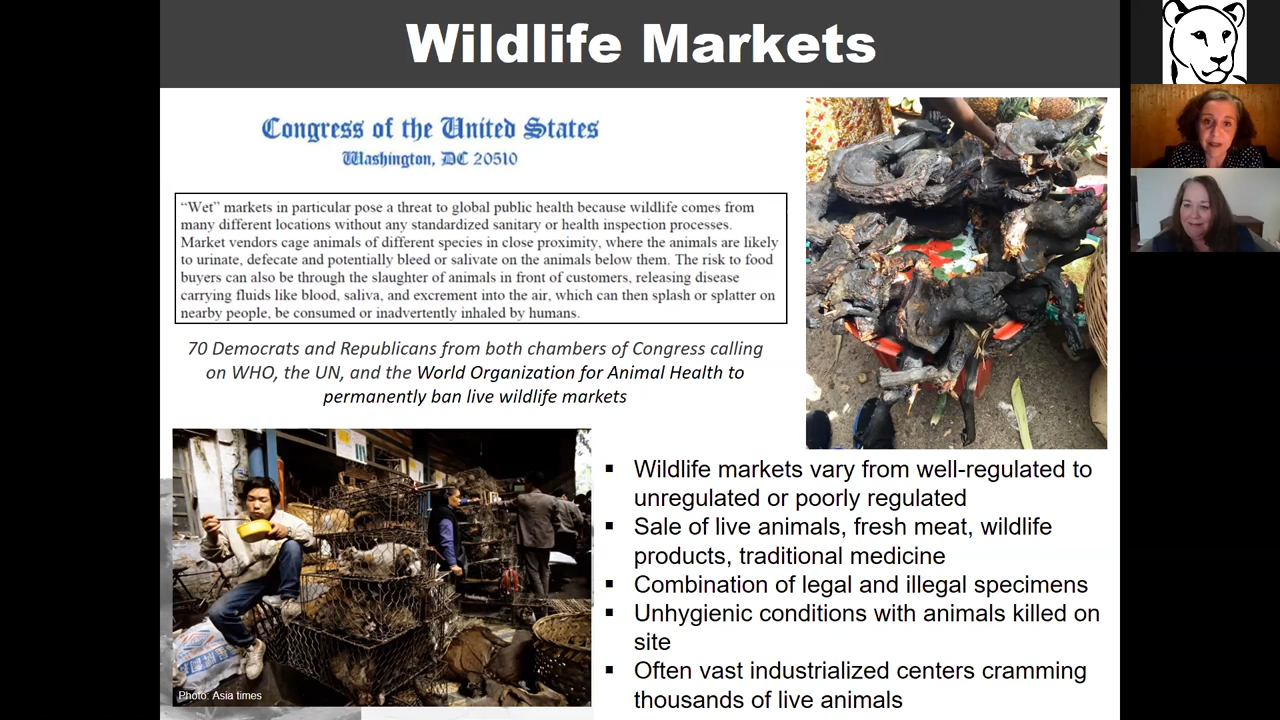 Wildlife Markets
Congress of the United States
Washington, DC 20510
“Wet” markets in particular pose a threat to global public health because wildlife comes from
many different locations without any standardized sanitary or health inspection processes.
Market vendors cage animals of different species in close proximity, where the animals are likely
to urinate, defecate and potentially bleed or salivate on the animals below them. The risk to food
buyers can also be through the slaughter of animals in front of customers, releasing disease
carrying fluids like blood, saliva, and excrement into the air, which can then splash or splatter on
nearby people, be consumed or inadvertently inhaled by humans.
70 Democrats and Republicans from both chambers of Congress calling
on WHO, the UN, and the World Organization for Animal Health to
permanently ban live wildlife markets
Photo: Asia times
▪ Wildlife markets vary from well-regulated to
unregulated or poorly regulated
▪ Sale of live animals, fresh meat, wildlife
products, traditional medicine
▪ Combination of legal and illegal specimens
▪ Unhygienic conditions with animals killed on
site
▪ Often vast industrialized centers cramming
thousands of live animals